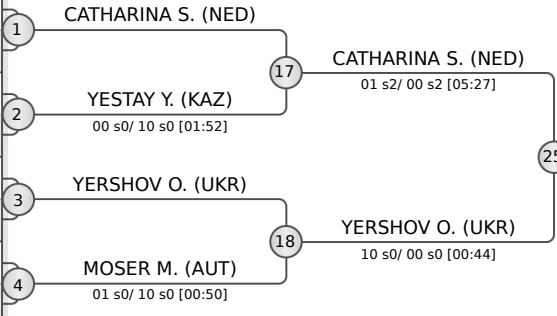 CATHARINA S. (NED)
1
17
CATHARINA S. (NED)
01 s2/ 00 s2 [05:27]
YESTAY Y. (KAZ)
2
00 s0/ 10 s0 [01:52]
25
YERSHOV O. (UKR)
3
18
YERSHOV O. (UKR)
10 s0/ 00 s0 [00:44]
MOSER M. (AUT)
4
01 s0/ 10 s0 [00:50]